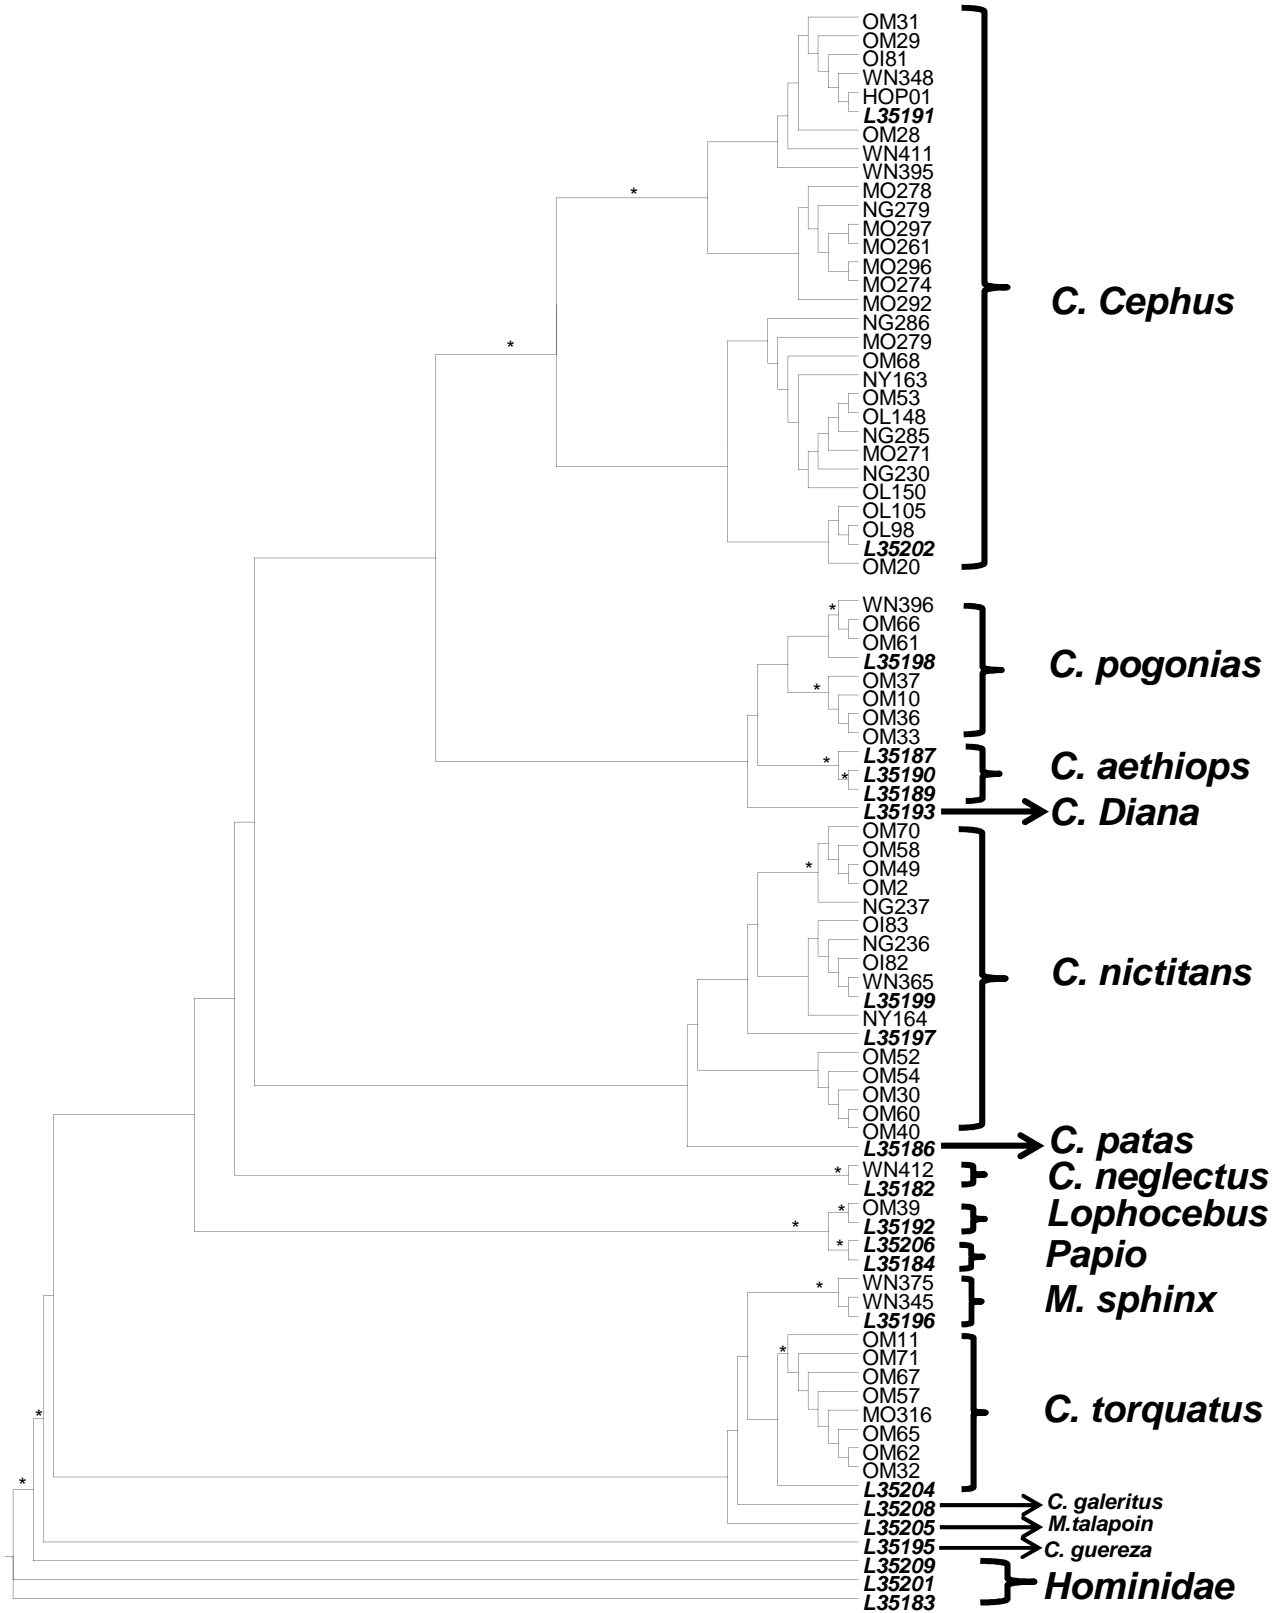 OM31
OM29
OI81
WN348
HOP01
L35191
OM28
WN411
WN395
MO278
NG279
MO297
MO261
MO296
MO274
MO292
NG286
MO279
OM68
NY163
OM53
OL148
NG285
MO271
NG230
OL150
OL105
OL98
L35202
OM20
C. Cephus
WN396
OM66
OM61
L35198
OM37
OM10
OM36
OM33
C. pogonias
L35187
L35190
L35189
C. aethiops
L35193
C. Diana
OM70
OM58
OM49
OM2
NG237
OI83
NG236
OI82
WN365
L35199
NY164
L35197
OM52
OM54
OM30
OM60
OM40
C. nictitans
L35186
C. patas
WN412
L35182
C. neglectus
OM39
L35192
Lophocebus
L35206
L35184
Papio
WN375
WN345
L35196
M. sphinx
OM11
OM71
OM67
OM57
MO316
OM65
OM62
OM32
L35204
C. torquatus
L35208
C. galeritus
L35205
M.talapoin
L35195
C. guereza
L35209
L35201
L35183
Hominidae